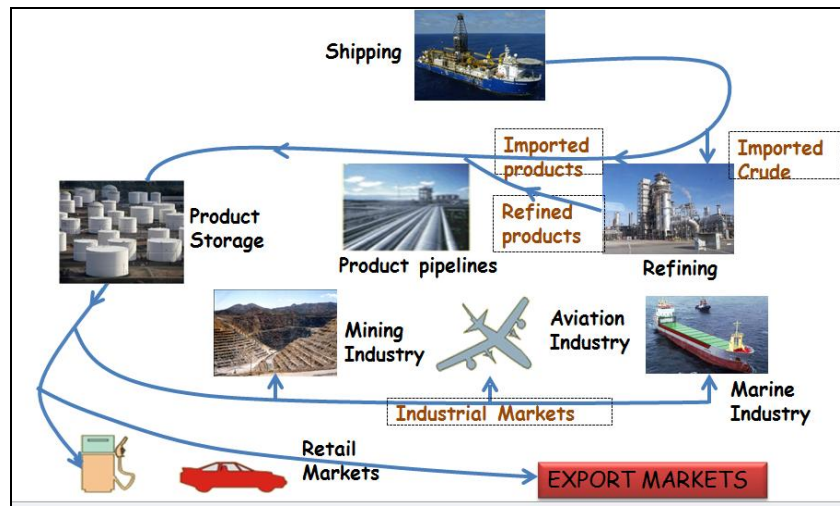 Shipping
Imported
products
Imported
Crude
Refined
products
Product
Storage
Product pipelines
Refining
Mining
Industry
Aviation
Industry
Marine
Industry
Industrial Markets
Retail
Markets
EXPORT MARKETS